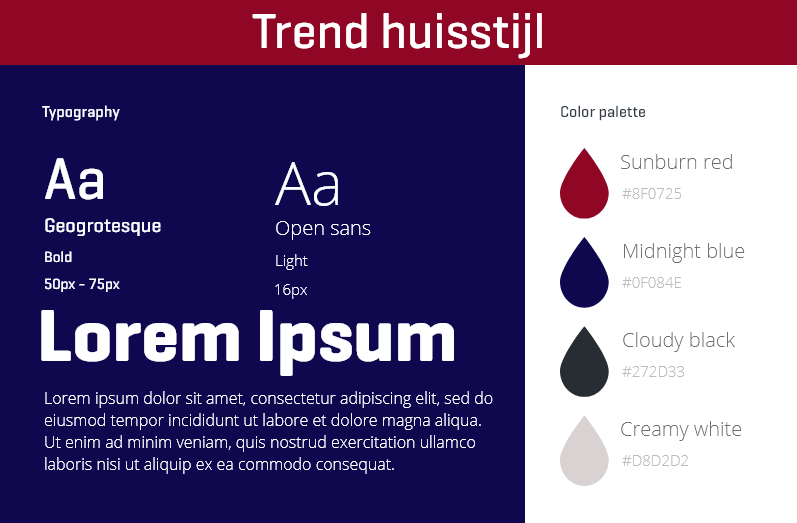 Trend huisstijl
Typography
Aa
Geogrotesque
Bold
50px - 75px
Aa
Open sans
Light
16px
Lorem Ipsum
Lorem ipsum dolor sit amet, consectetur adipiscing elit, sed do
eiusmod tempor incididunt ut labore et dolore magna aliqua.
Ut enim ad minim veniam, quis nostrud exercitation ullamco
laboris nisi ut aliquip ex ea commodo consequat.
Color palette
Sunburn red
#8F0725
Midnight blue
#0F084E
Cloudy black
#272D33
Creamy white
#D8D2D2